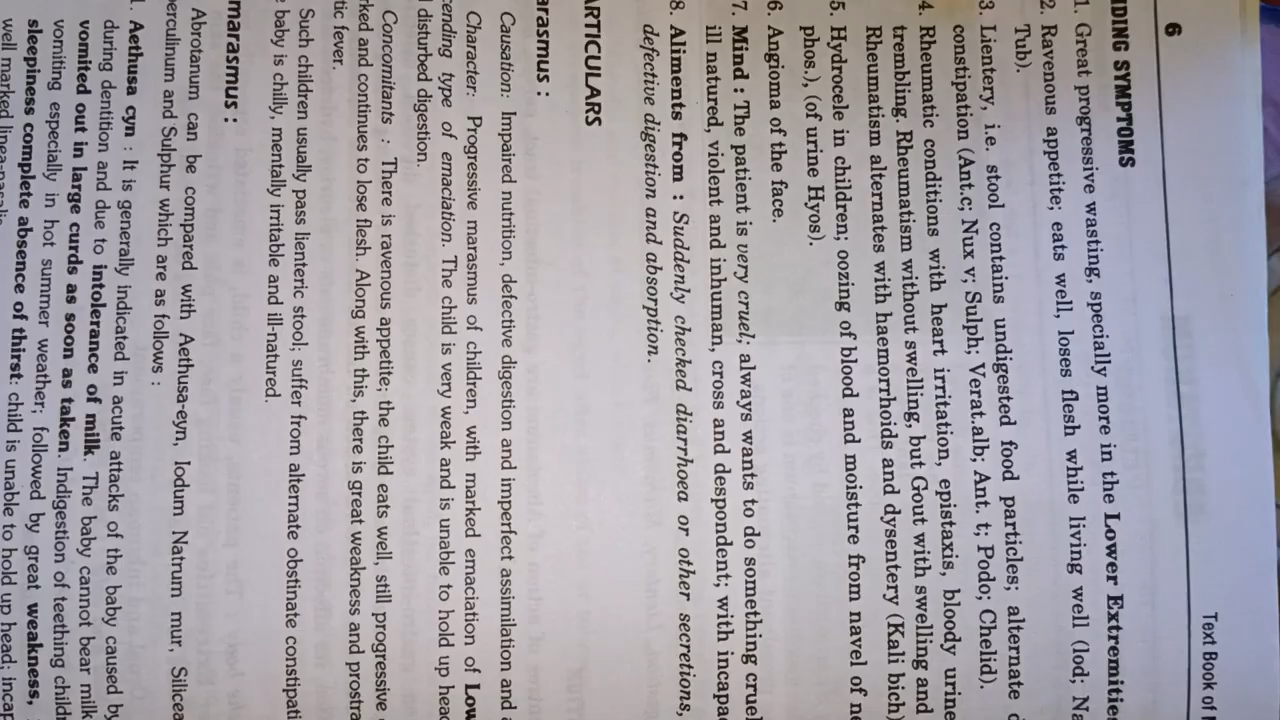 6
Text Book of
NDING SYMPTOMS
1. Great progressive wasting, specially more in the Lower Extremities
2. Ravenous appetite; eats well, loses flesh while living well (Iod; Na
Tub).
3. Lientery, i.e. stool contains undigested food particles; alternate d
constipation (Ant.c; Nux v; Sulph; Verat.alb; Ant. t; Podo; Chelid).
4. Rheumatic conditions with heart irritation, epistaxis, bloody urine
trembling. Rheumatism without swelling, but Gout with swelling and
Rheumatism alternates with haemorrhoids and dysentery (Kali bich)
5. Hydrocele in children; oozing of blood and moisture from navel of ne
phos.), (of urine Hyos).
6. Angioma of the face.
7. Mind : The patient is very cruel; always wants to do something cruel
ill natured, violent and inhuman, cross and despondent; with incapac
8. Aliments from : Suddenly checked diarrhoea or other secretions,
defective digestion and absorption.
ARTICULARS
arasmus :
Causation: Impaired nutrition, defective digestion and imperfect assimilation and a
Character: Progressive marasmus of children, with marked emaciation of Low
cending type of emaciation. The child is very weak and is unable to hold up head
d disturbed digestion.
Concomitants : There is ravenous appetite; the child eats well, still progressive
rked and continues to lose flesh. Along with this, there is great weakness and prostra
tic fever.
Such children usually pass lienteric stool; suffer from alternate obstinate constipati
e baby is chilly, mentally irritable and ill-natured.
marasmus :
Abrotanum can be compared with Aethusa-eyn, Iodum Natrum mur, Silicea
perculinum and Sulphur which are as follows :
1. Aethusa cyn : It is generally indicated in acute attacks of the baby caused by
during dentition and due to intolerance of milk. The baby cannot bear milk
vomited out in large curds as soon as taken. Indigestion of teething childr
vomiting especially in hot summer weather; followed by great weakness,
sleepiness complete absence of thirst: child is unable to hold up head; incap
well marked linea-nasalis